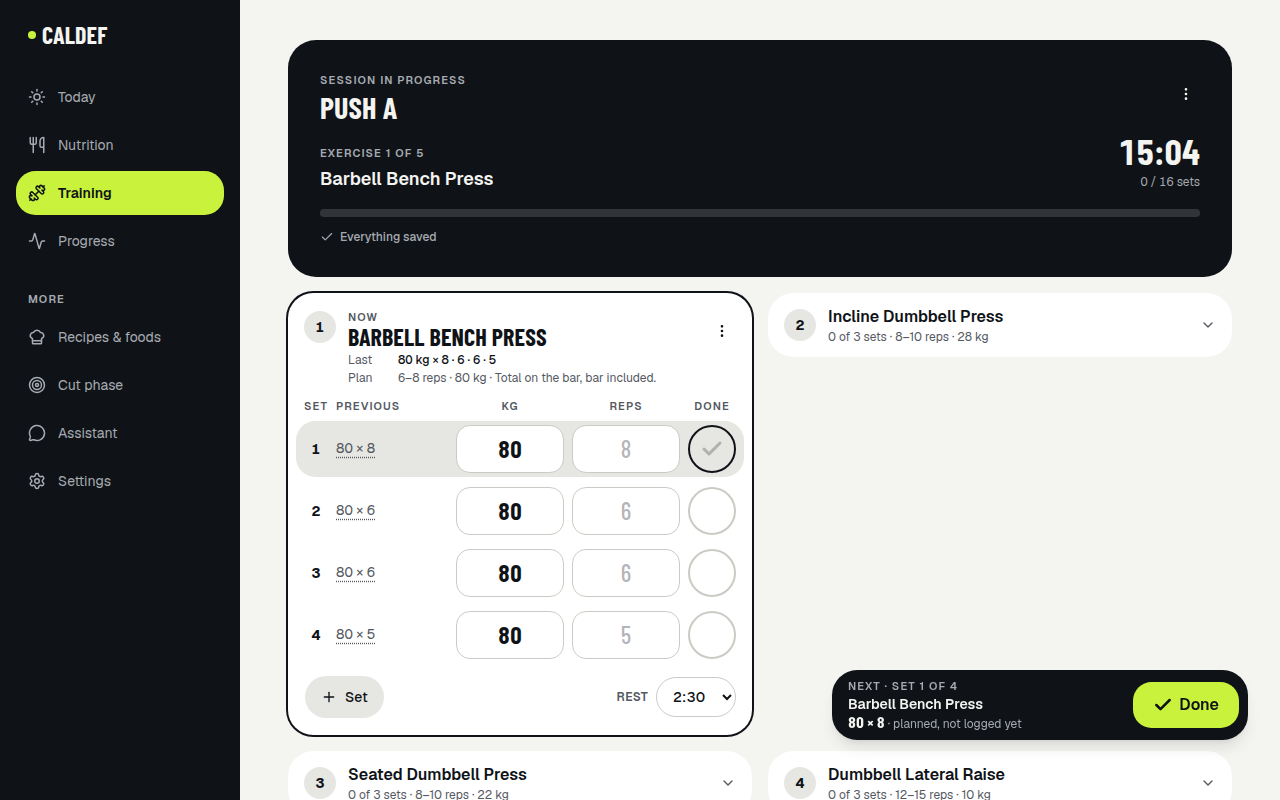 CALDEF
Today
Nutrition
Training
Progress
MORE
Recipes & foods
Cut phase
Assistant
Settings
SESSION IN PROGRESS
PUSH A
EXERCISE 1 OF 5
Barbell Bench Press
15:04
0 / 16 sets
Everything saved
1
NOW
BARBELL BENCH PRESS
Last 80 kg × 8 · 6 · 6 · 5
Plan 6–8 reps · 80 kg · Total on the bar, bar included.
SET PREVIOUS KG REPS DONE
1 80 × 8 80 8
2 80 × 6 80 6
3 80 × 6 80 6
4 80 × 5 80 5
+ Set REST 2:30
2
Incline Dumbbell Press
0 of 3 sets · 8–10 reps · 28 kg
NEXT · SET 1 OF 4
Barbell Bench Press
80 × 8 · planned, not logged yet
Done
3
Seated Dumbbell Press
0 of 3 sets · 8–10 reps · 22 kg
4
Dumbbell Lateral Raise
0 of 3 sets · 12–15 reps · 10 kg